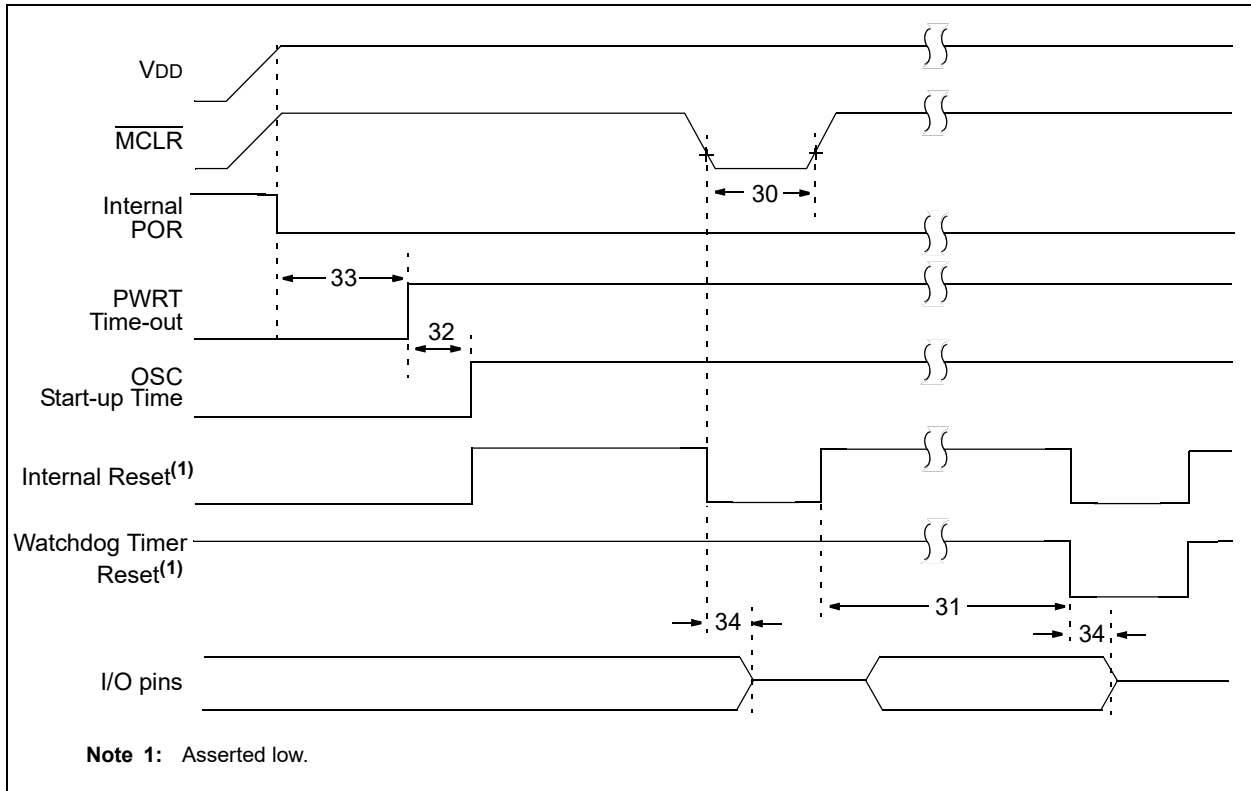 VDD
MCLR
Internal
POR
30
33
PWRT
Time-out
32
OSC
Start-up Time
Internal Reset(1)
Watchdog Timer
Reset(1)
31
34
34
I/O pins
Note 1: Asserted low.